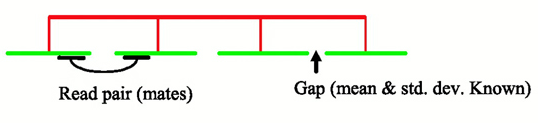 Read pair (mates)
Gap (mean & std. dev. Known)